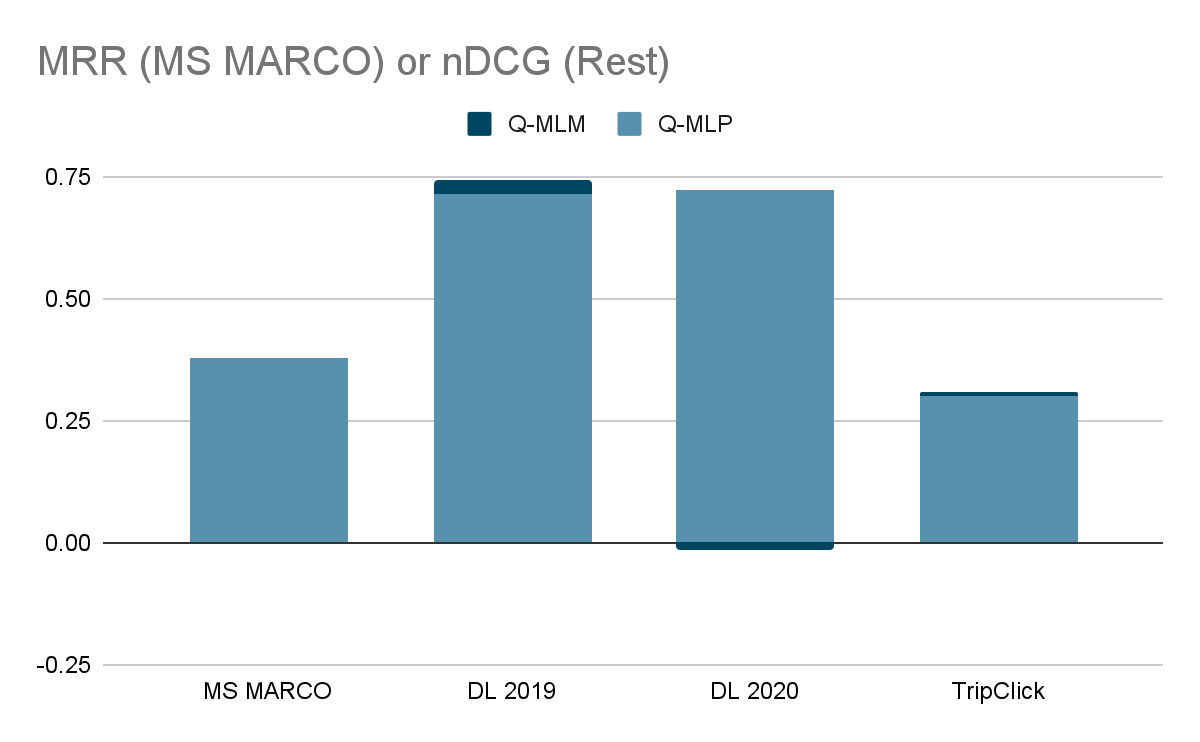 MRR (MS MARCO) or nDCG (Rest)
Q-MLM Q-MLP
0.75
0.50
0.25
0.00
-0.25
MS MARCO DL 2019 DL 2020 TripClick